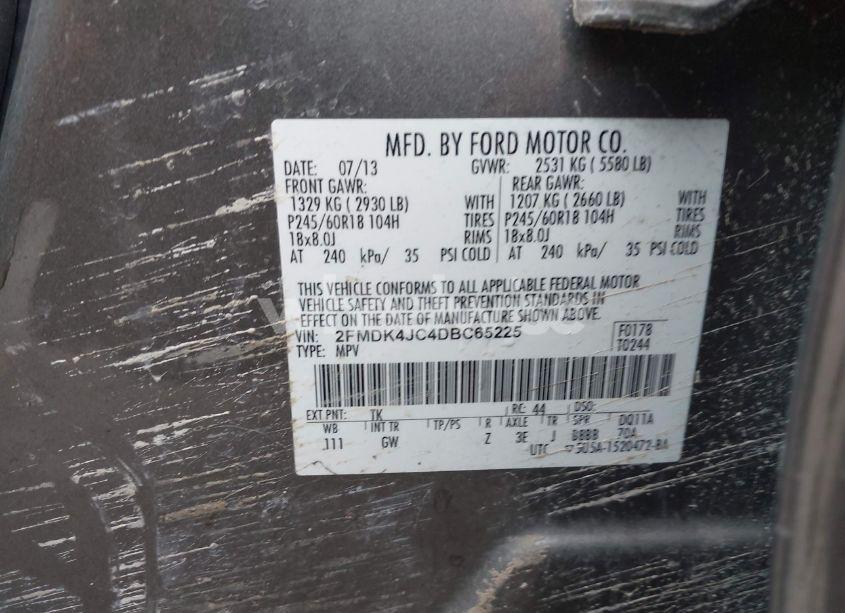 MFD. BY FORD MOTOR CO.
DATE: 07/13 GVWR: 2531 KG ( 5580 LB)
FRONT GAWR: REAR GAWR:
1329 KG ( 2930 LB) WITH 1207 KG ( 2660 LB) WITH
P245/60R18 104H TIRES P245/60R18 104H TIRES
18x8.0J RIMS 18x8.0J RIMS
AT 240 kPa/ 35 PSI COLD AT 240 kPa/ 35 PSI COLD
THIS VEHICLE CONFORMS TO ALL APPLICABLE FEDERAL MOTOR
VEHICLE SAFETY AND THEFT PREVENTION STANDARDS IN
EFFECT ON THE DATE OF MANUFACTURE SHOWN ABOVE.
VIN: 2FMDK4JC4DBC65225 F0178
TYPE: MPV T0244
EXT PNT: TK RC: 44 DSO:
WB INT TR TP/PS R AXLE TR SPR DQ11A
111 GW Z 3E J BBBB 70A
UTC 5U5A-1520472-BA